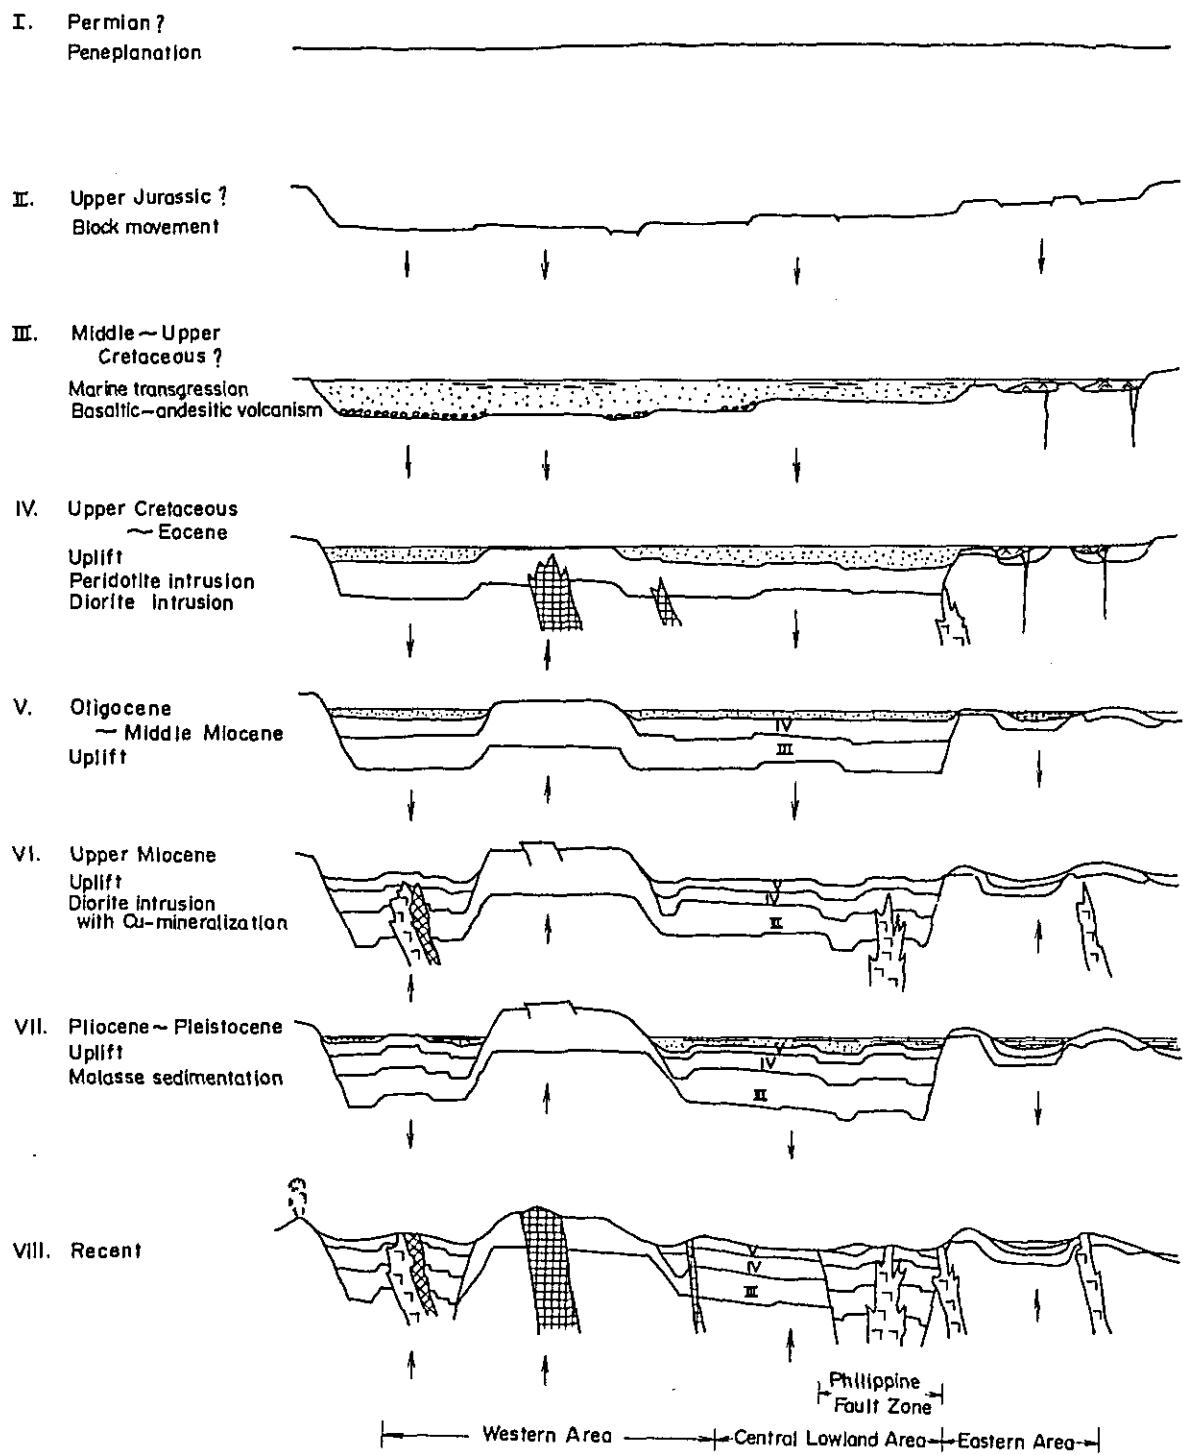 I. Permian ?
Peneplanation
II. Upper Jurassic ?
Block movement
III. Middle ~ Upper
Cretaceous ?
Marine transgression
Basaltic~andesitic volcanism
IV. Upper Cretaceous
~ Eocene
Uplift
Peridotite intrusion
Diorite intrusion
V. Oligocene
~ Middle Miocene
Uplift
IV
III
VI. Upper Miocene
Uplift
Diorite intrusion
with Cu-mineralization
V
IV
III
VII. Pliocene ~ Pleistocene
Uplift
Molasse sedimentation
V
IV
III
VIII. Recent
V
IV
III
Philippine
Fault Zone
Western Area
Central Lowland Area
Eastern Area